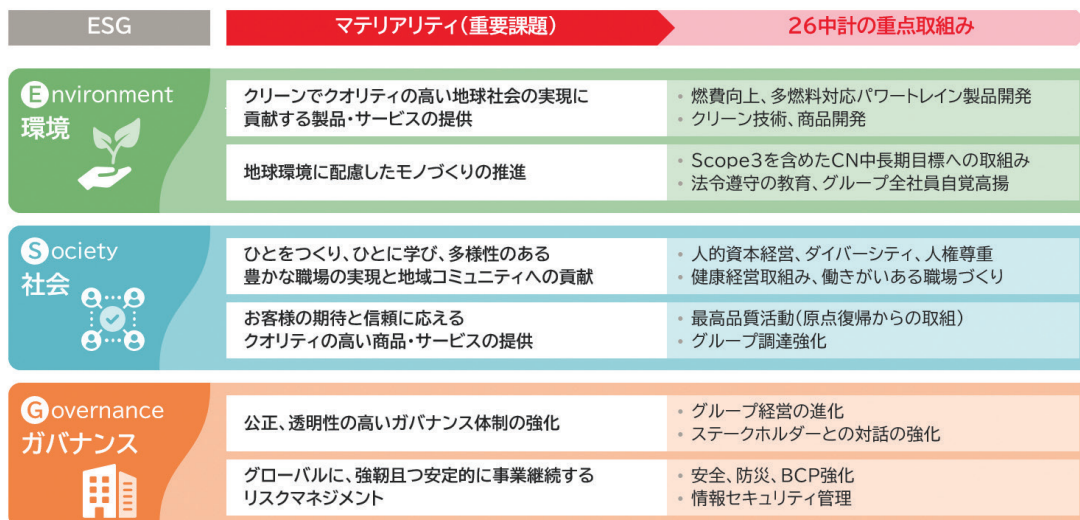 ESG
マテリアリティ(重要課題)
26中計の重点取組み
Environment
環境
クリーンでクオリティの高い地球社会の実現に
貢献する製品・サービスの提供
・燃費向上、多燃料対応パワートレイン製品開発
・クリーン技術、商品開発
地球環境に配慮したモノづくりの推進
・Scope3を含めたCN中長期目標への取組み
・法令遵守の教育、グループ全社員自覚高揚
Society
社会
ひとをつくり、ひとに学び、多様性のある
豊かな職場の実現と地域コミュニティへの貢献
・人的資本経営、ダイバーシティ、人権尊重
・健康経営取組み、働きがいある職場づくり
お客様の期待と信頼に応える
クオリティの高い商品・サービスの提供
・最高品質活動(原点復帰からの取組)
・グループ調達強化
Governance
ガバナンス
公正、透明性の高いガバナンス体制の強化
・グループ経営の進化
・ステークホルダーとの対話の強化
グローバルに、強靭且つ安定的に事業継続する
リスクマネジメント
・安全、防災、BCP強化
・情報セキュリティ管理